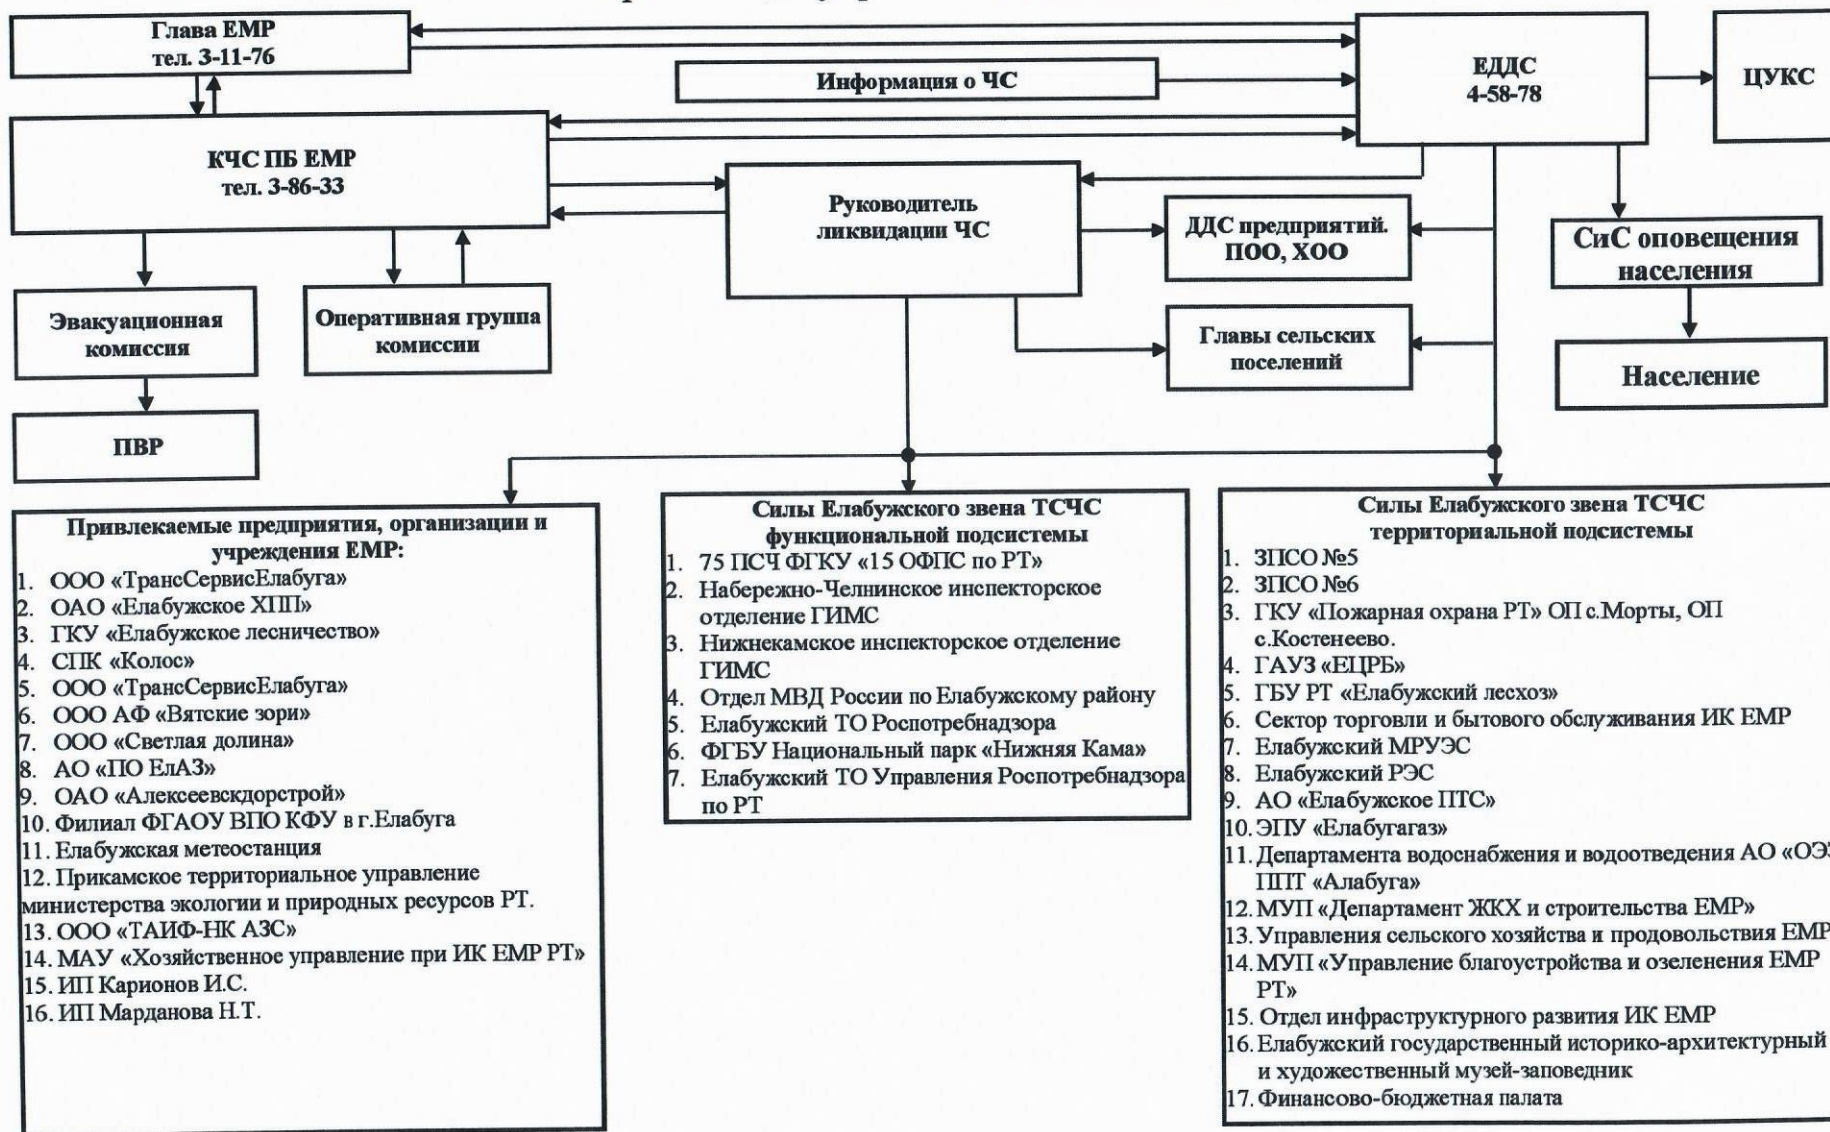 Глава ЕМР
тел. 3-11-76
Информация о ЧС
ЕДДС
4-58-78
ЦУКС
КЧС ПБ ЕМР
тел. 3-86-33
Руководитель
ликвидации ЧС
ДДС предприятий.
ПОО, ХОО
СиС оповещения
населения
Эвакуационная
комиссия
Оперативная группа
комиссии
Главы сельских
поселений
Население
ПВР
Привлекаемые предприятия, организации и
учреждения ЕМР:
1. ООО «ТрансСервисЕлабуга»
2. ОАО «Елабужское ХПП»
3. ГКУ «Елабужское лесничество»
4. СПК «Колос»
5. ООО «ТрансСервисЕлабуга»
6. ООО АФ «Вятские зори»
7. ООО «Светлая долина»
8. АО «ПО ЕлАЗ»
9. ОАО «Алексеевскдорстрой»
10. Филиал ФГАОУ ВПО КФУ в г.Елабуга
11. Елабужская метеостанция
12. Прикамское территориальное управление
министерства экологии и природных ресурсов РТ.
13. ООО «ТАИФ-НК АЗС»
14. МАУ «Хозяйственное управление при ИК ЕМР РТ»
15. ИП Карионов И.С.
16. ИП Марданова Н.Т.
Силы Елабужского звена ТСЧС
функциональной подсистемы
1. 75 ПСЧ ФГКУ «15 ОФПС по РТ»
2. Набережно-Челнинское инспекторское
отделение ГИМС
3. Нижнекамское инспекторское отделение
ГИМС
4. Отдел МВД России по Елабужскому району
5. Елабужский ТО Роспотребнадзора
6. ФГБУ Национальный парк «Нижняя Кама»
7. Елабужский ТО Управления Роспотребнадзора
по РТ
Силы Елабужского звена ТСЧС
территориальной подсистемы
1. ЗПСО №5
2. ЗПСО №6
3. ГКУ «Пожарная охрана РТ» ОП с.Морты, ОП
с.Костенеево.
4. ГАУЗ «ЕЦРБ»
5. ГБУ РТ «Елабужский лесхоз»
6. Сектор торговли и бытового обслуживания ИК ЕМР
7. Елабужский МРУЭС
8. Елабужский РЭС
9. АО «Елабужское ПТС»
10. ЭПУ «Елабугагаз»
11. Департамента водоснабжения и водоотведения АО «ОЭЗ
ППТ «Алабуга»
12. МУП «Департамент ЖКХ и строительства ЕМР»
13. Управления сельского хозяйства и продовольствия ЕМР
14. МУП «Управление благоустройства и озеленения ЕМР
РТ»
15. Отдел инфраструктурного развития ИК ЕМР
16. Елабужский государственный историко-архитектурный
и художественный музей-заповедник
17. Финансово-бюджетная палата